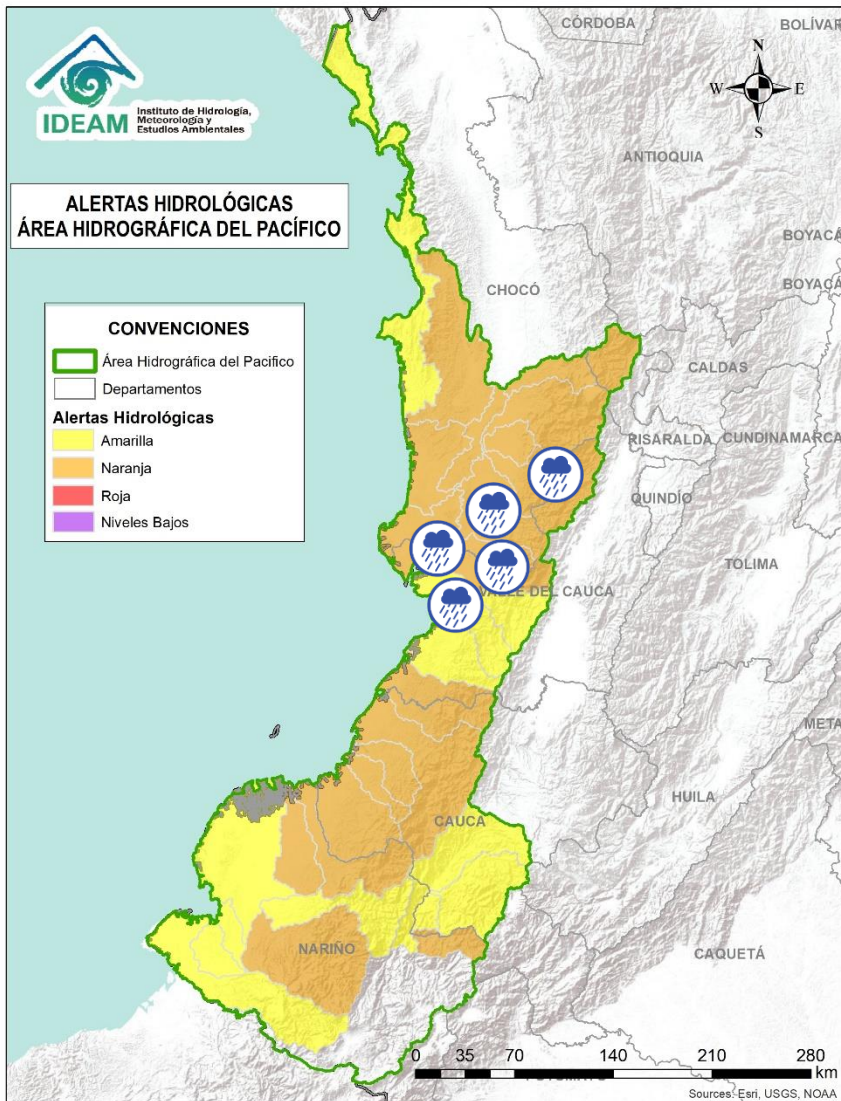 CÓRDOBA
BOLÍVAR
N
W E
S
IDEAM
Instituto de Hidrología,
Meteorología y
Estudios Ambientales
ANTIOQUIA
ALERTAS HIDROLÓGICAS
ÁREA HIDROGRÁFICA DEL PACÍFICO
BOYACÁ
BOYACÁ
CHOCÓ
CONVENCIONES
Área Hidrográfica del Pacifico
Departamentos
Alertas Hidrológicas
Amarilla
Naranja
Roja
Niveles Bajos
CALDAS
RISARALDA
CUNDINAMARCA
QUINDÍO
TOLIMA
VALLE DEL CAUCA
META
HUILA
CAUCA
NARIÑO
CAQUETÁ
0 35 70 140 210 280
km
Sources: Esri, USGS, NOAA